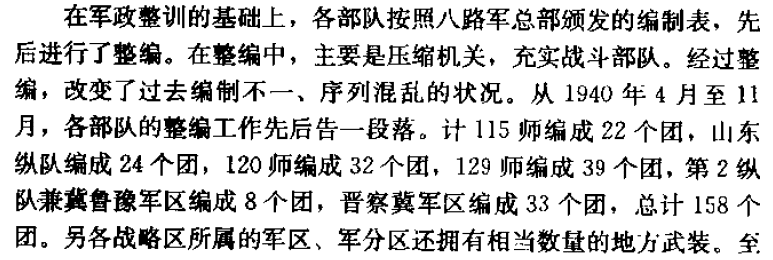 在军政整训的基础上，各部队按照八路军总部颁发的编制表，先
后进行了整编。在整编中，主要是压缩机关，充实战斗部队。经过整
编，改变了过去编制不一、序列混乱的状况。从 1940 年 4 月至 11
月，各部队的整编工作先后告一段落。计 115 师编成 22 个团，山东
纵队编成 24 个团，120 师编成 32 个团，129 师编成 39 个团，第 2 纵
队兼冀鲁豫军区编成 8 个团，晋察冀军区编成 33 个团，总计 158 个
团。另各战略区所属的军区、军分区还拥有相当数量的地方武装。至